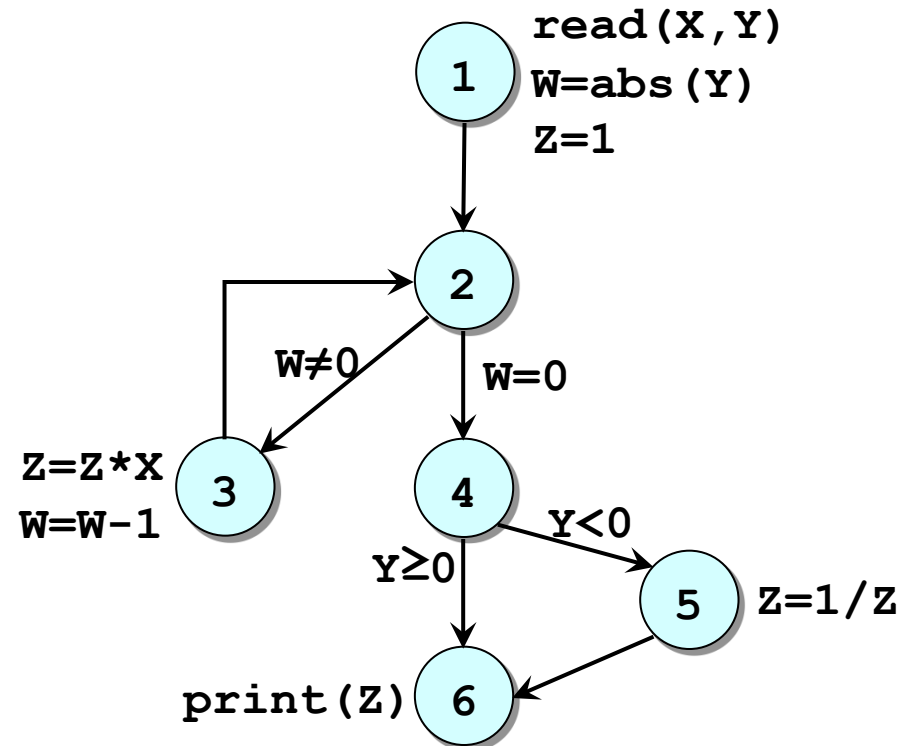 read(X,Y)
1
W=abs(Y)
Z=1
2
W≠0
W=0
Z=Z*X
3
W=W-1
4
Y<0
Y≥0
5
Z=1/Z
print(Z)
6